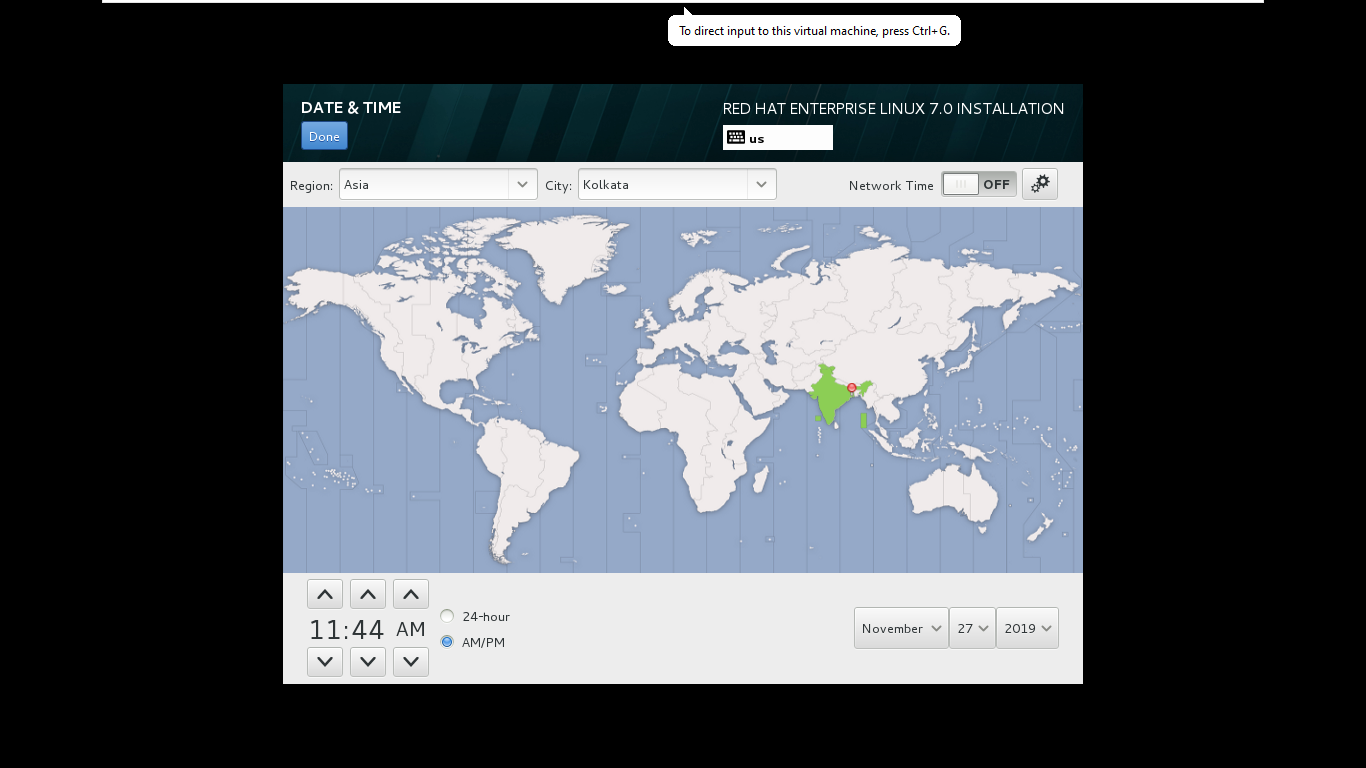 To direct input to this virtual machine, press Ctrl+G.
DATE & TIME
RED HAT ENTERPRISE LINUX 7.0 INSTALLATION
Done
us
Region: Asia City: Kolkata Network Time OFF
11:44 AM
24-hour
AM/PM
November 27 2019